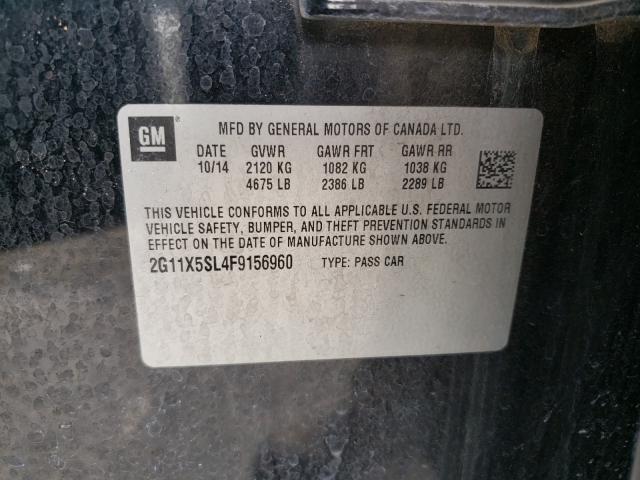 GM
MFD BY GENERAL MOTORS OF CANADA LTD.
DATE GVWR GAWR FRT GAWR RR
10/14 2120 KG 1082 KG 1038 KG
4675 LB 2386 LB 2289 LB
THIS VEHICLE CONFORMS TO ALL APPLICABLE U.S. FEDERAL MOTOR
VEHICLE SAFETY, BUMPER, AND THEFT PREVENTION STANDARDS IN
EFFECT ON THE DATE OF MANUFACTURE SHOWN ABOVE.
2G11X5SL4F9156960 TYPE: PASS CAR